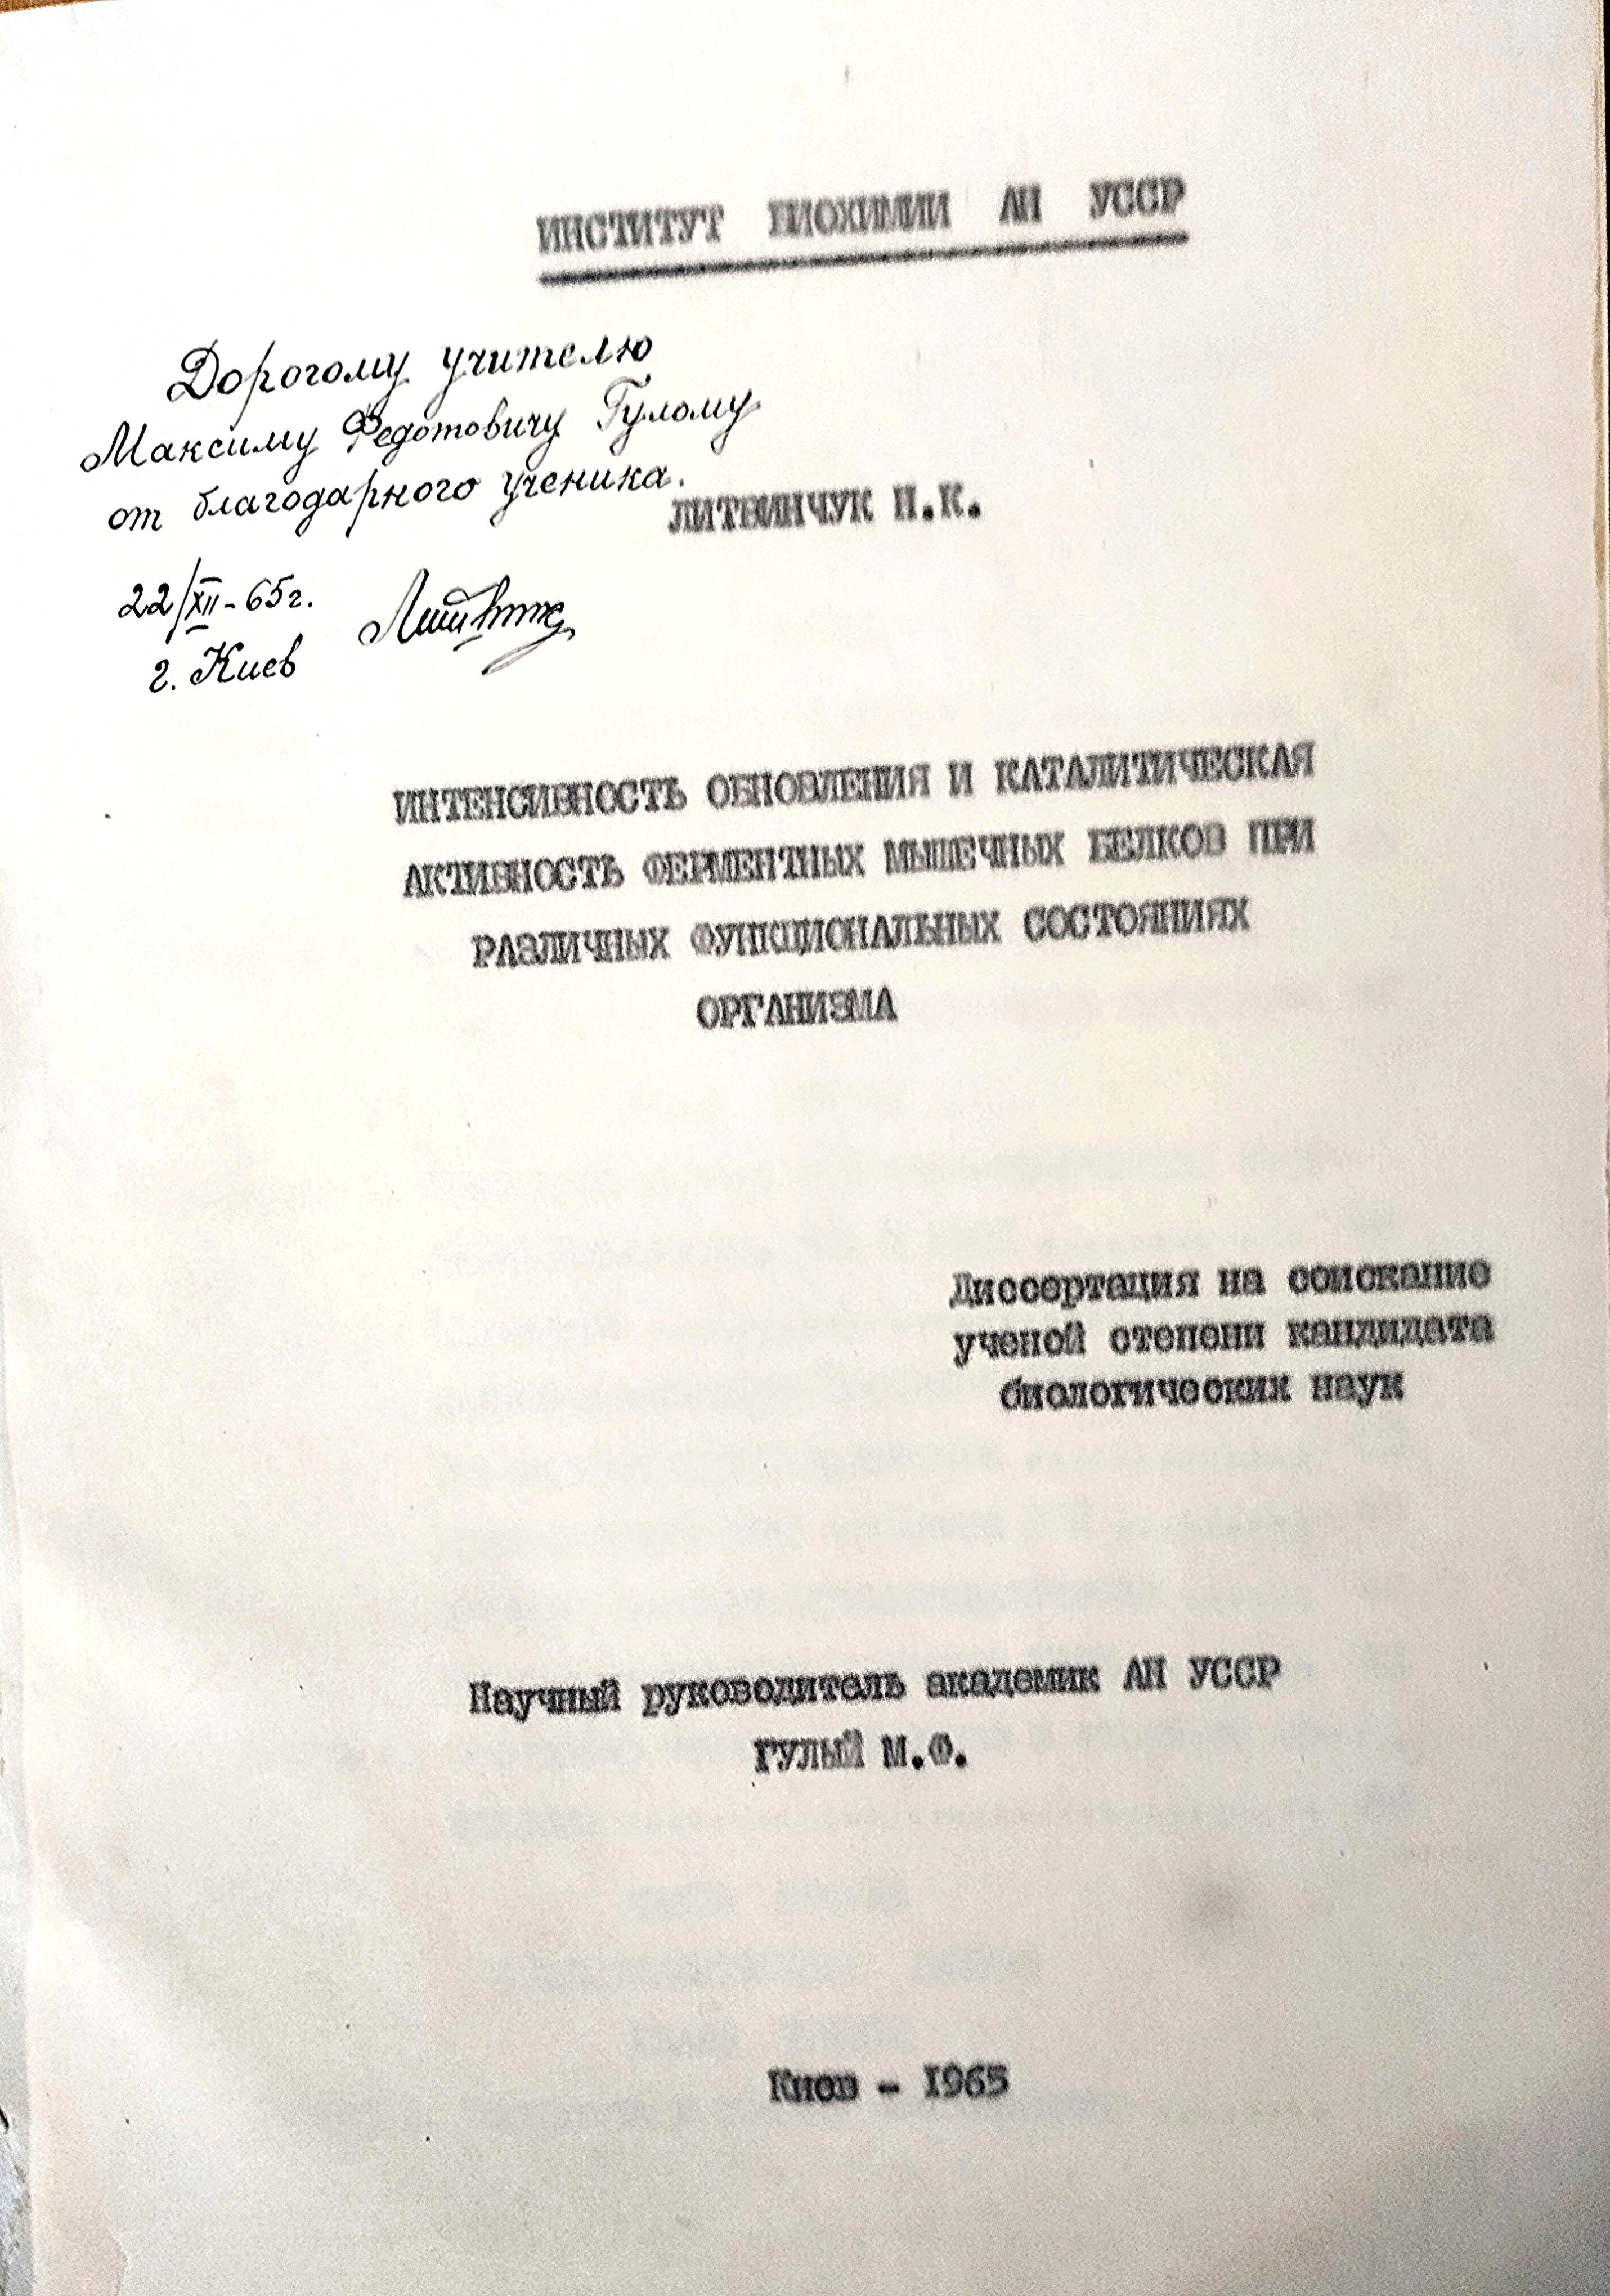 ИНСТИТУТ БИОХИМИИ АН УССР
Дорогому учителю
Максиму Федотовичу Гулому
от благодарного ученика.
ЛИТВИНЧУК Н.К.
22/XII-65г.
г. Киев
ИНТЕНСИВНОСТЬ ОБНОВЛЕНИЯ И КАТАЛИТИЧЕСКАЯ
АКТИВНОСТЬ ФЕРМЕНТНЫХ МЫШЕЧНЫХ БЕЛКОВ ПРИ
РАЗЛИЧНЫХ ФУНКЦИОНАЛЬНЫХ СОСТОЯНИЯХ
ОРГАНИЗМА
Диссертация на соискание
ученой степени кандидата
биологических наук
Научный руководитель академик АН УССР
ГУЛЫЙ М.Ф.
Киев - 1965